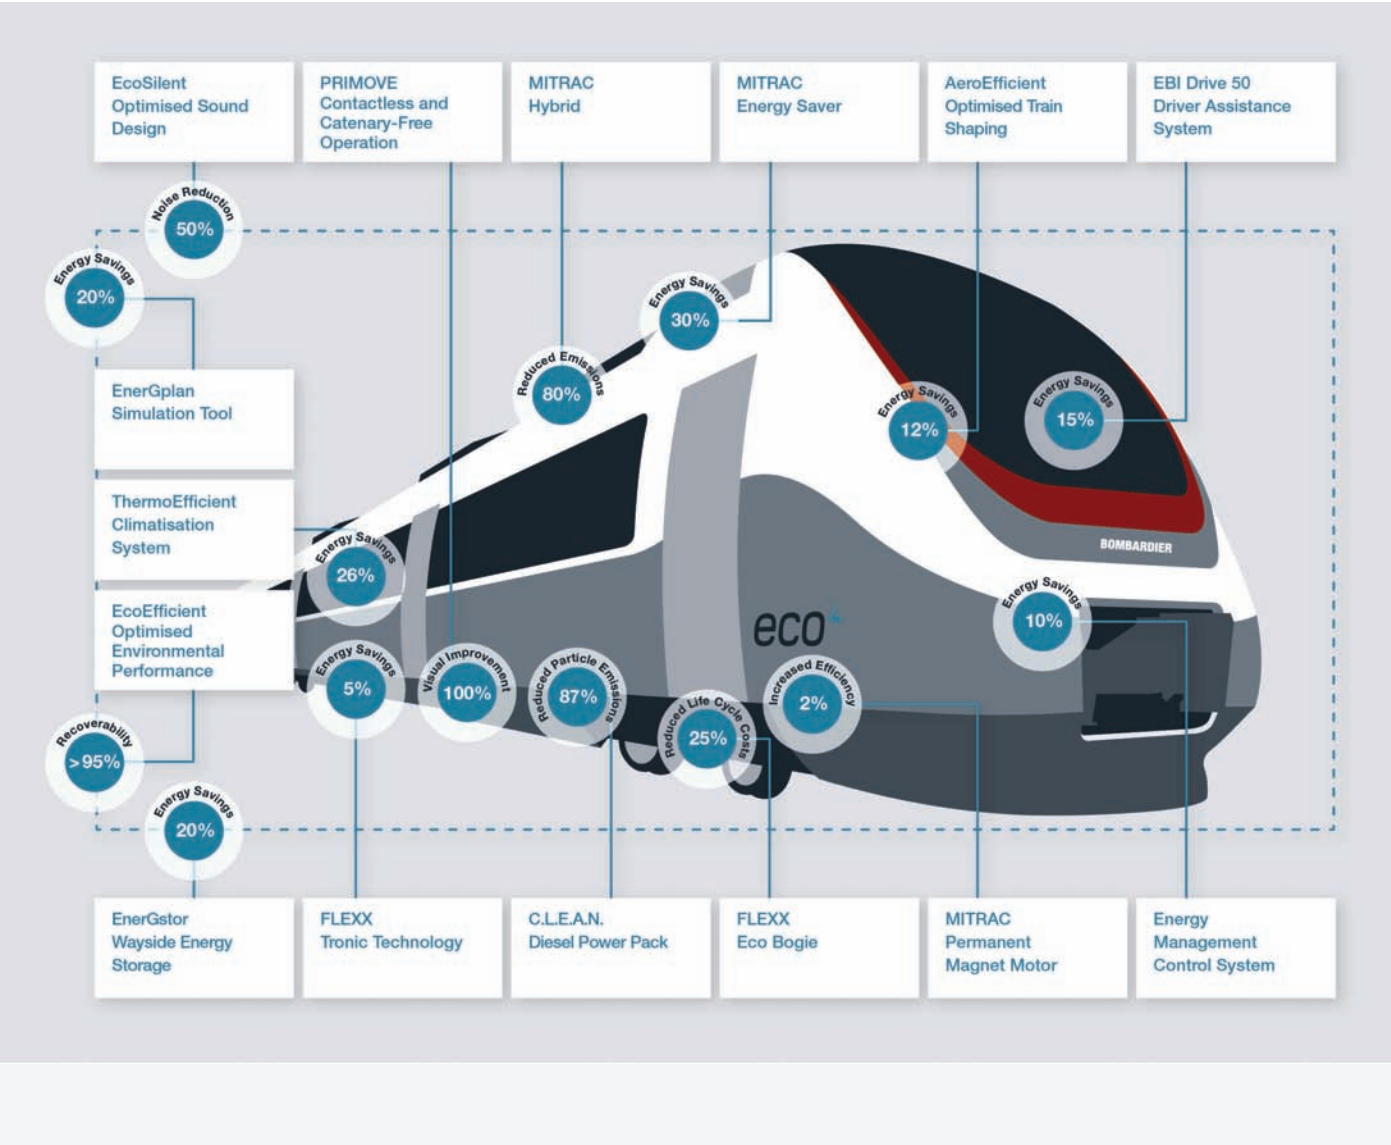 EcoSilent
Optimised Sound
Design
PRIMOVE
Contactless and
Catenary-Free
Operation
MITRAC
Hybrid
MITRAC
Energy Saver
AeroEfficient
Optimised Train
Shaping
EBI Drive 50
Driver Assistance
System
Noise Reduction
50%
Energy Savings
20%
Energy Savings
30%
Reduced Emissions
80%
Energy Savings
12%
Energy Savings
15%
EnerGplan
Simulation Tool
ThermoEfficient
Climatisation
System
Energy Savings
26%
BOMBARDIER
EcoEfficient
Optimised
Environmental
Performance
eco
Energy Savings
10%
Energy Savings
5%
Visual Improvement
100%
Reduced Particle Emissions
87%
Reduced Life Cycle Costs
25%
Increased Efficiency
2%
Recoverability
>95%
Energy Savings
20%
EnerGstor
Wayside Energy
Storage
FLEXX
Tronic Technology
C.L.E.A.N.
Diesel Power Pack
FLEXX
Eco Bogie
MITRAC
Permanent
Magnet Motor
Energy
Management
Control System